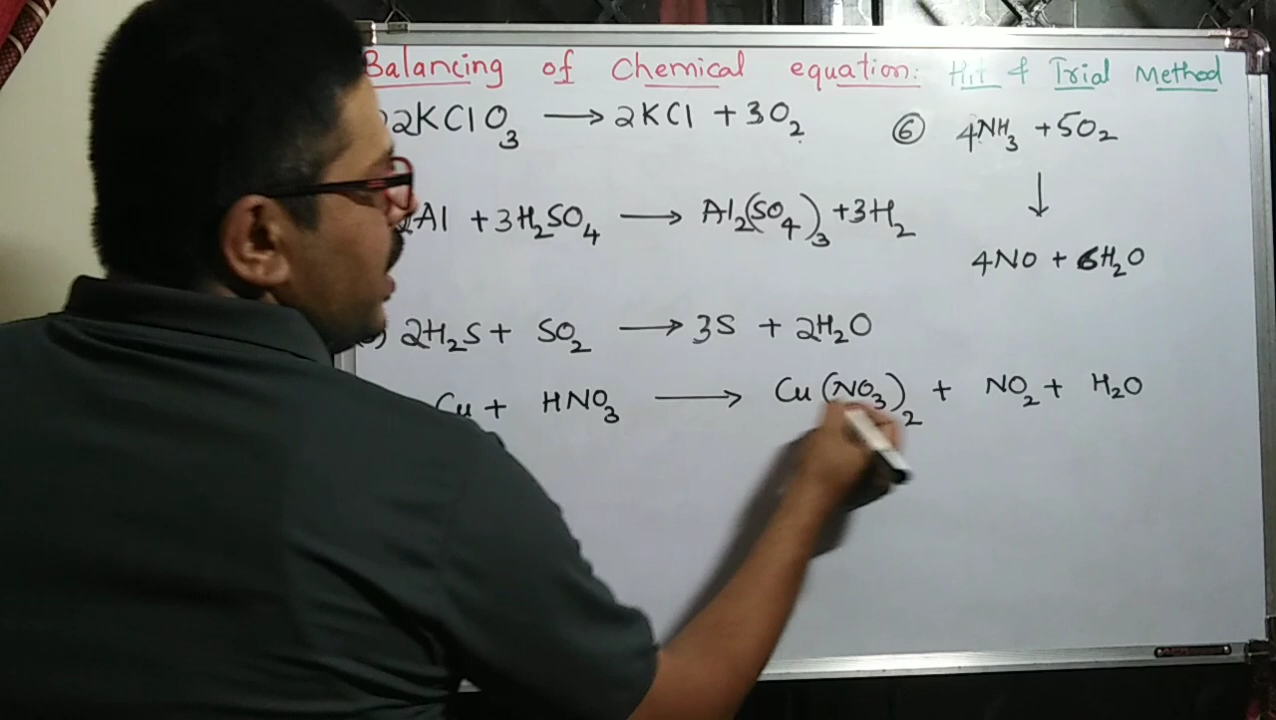 Balancing of Chemical equation: Hit & Trial Method
2KClO₃ ⟶ 2KCl + 3O₂
2Al + 3H₂SO₄ ⟶ Al₂(SO₄)₃ + 3H₂
2H₂S + SO₂ ⟶ 3S + 2H₂O
Cu + HNO₃ ⟶ Cu(NO₃)₂ + NO₂ + H₂O
⑥ 4NH₃ + 5O₂
↓
4NO + 6H₂O